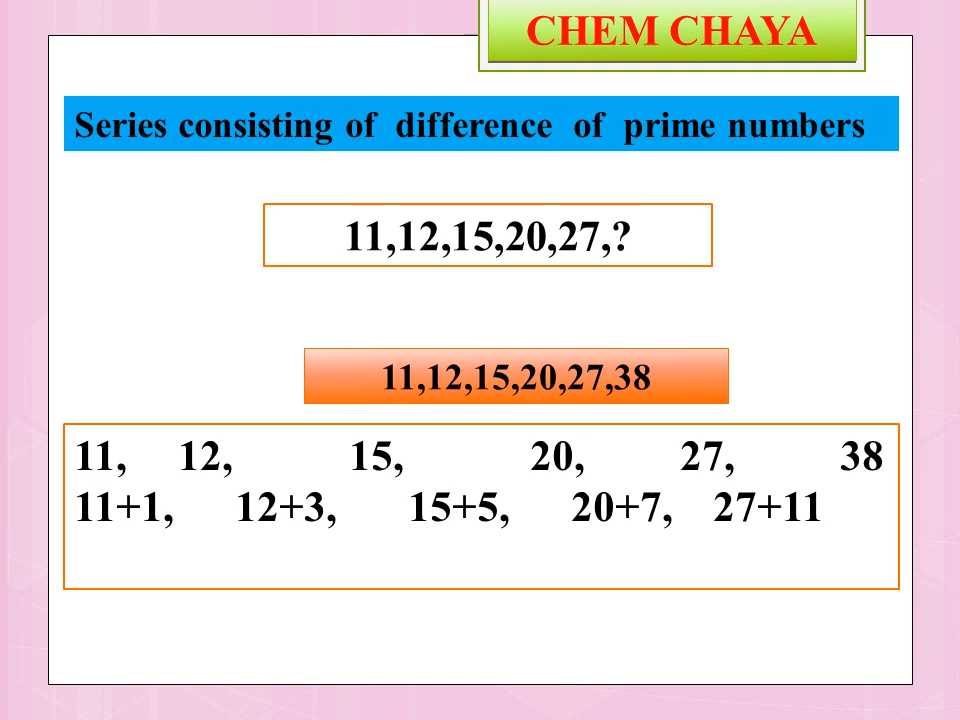 CHEM CHAYA
Series consisting of difference of prime numbers
11,12,15,20,27,?
11,12,15,20,27,38
11, 12, 15, 20, 27, 38
11+1, 12+3, 15+5, 20+7, 27+11